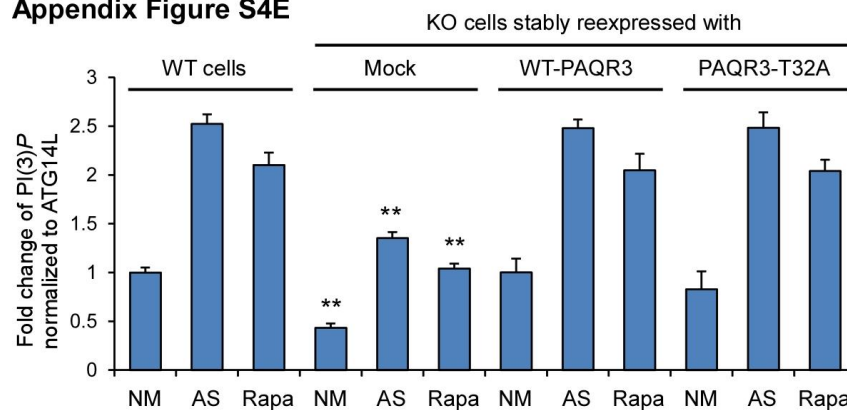 Appendix Figure S4E
KO cells stably reexpressed with
WT cells
Mock
WT-PAQR3
PAQR3-T32A
Fold change of PI(3)P
normalized to ATG14L
3
2.5
2
1.5
1
0.5
0
**
**
**
NM AS Rapa NM AS Rapa NM AS Rapa NM AS Rapa